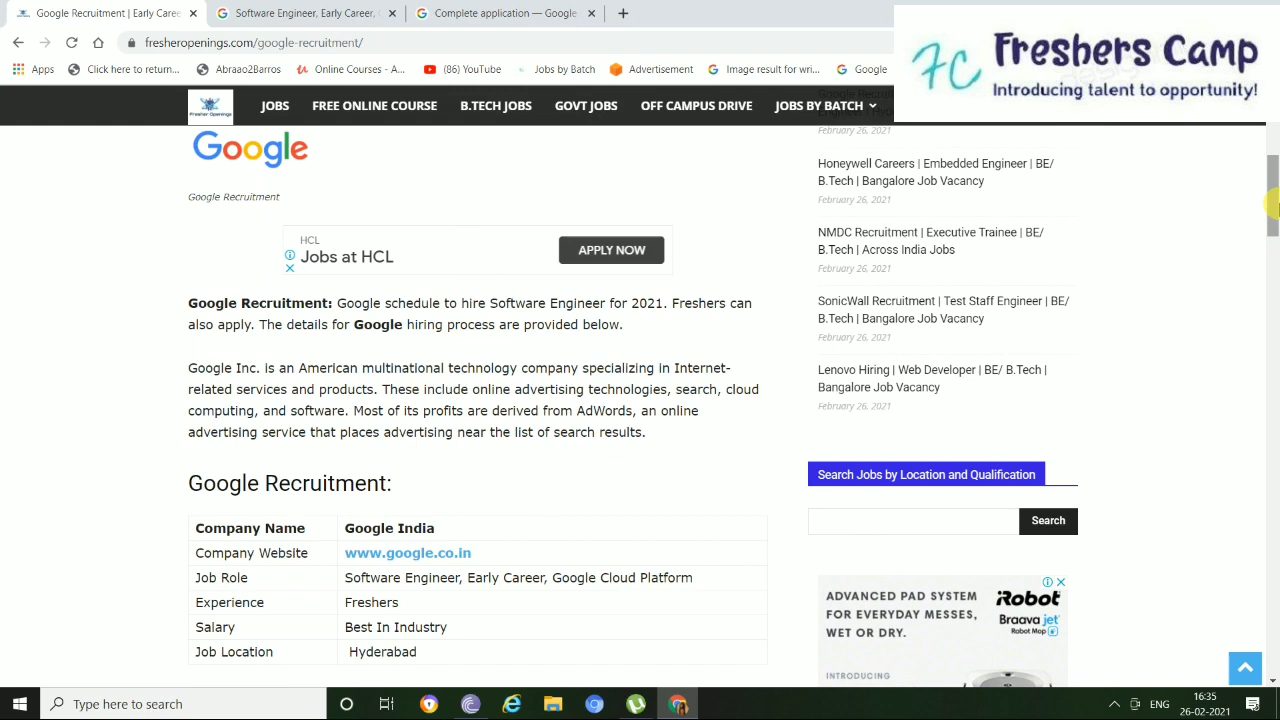 Google Recruitment | Early Care
Software Engineer, Early Career,
Complete application — Google
fresheropenings.com/google-recruitment/
Apps
Click to return...
Abraao2Barros
Online Cour
(86) YouTube
Job by Batch
Advertisement
Image result for wri...
Google
Freshers Camp
Introducing talent to opportunity!
Fresher Openings
JOBS
FREE ONLINE COURSE
B.TECH JOBS
GOVT JOBS
OFF CAMPUS DRIVE
JOBS BY BATCH
Google
Google Recruitment
HCL
Jobs at HCL
APPLY NOW
Google Recruitment: Google schedule to hire Software Engineer for 2021. Freshers can
also apply. The details for Google hiring process are provided below.
Google Inc. is an American multinational technology company specializing in Internet-
related services and products. These include online advertising technologies, search, cloud
computing, and software. Most of its profits are derived from AdWords, an online
advertising service that places advertising near the list of search results.
Google Recruitment:
Company Name Google India
Company Website www.google.co.in
Job Role Software Engineer, Early Career, Google Cloud Platform
Experience Freshers
Salary Best In Industry
Job Location Hyderabad
February 26, 2021
Honeywell Careers | Embedded Engineer | BE/
B.Tech | Bangalore Job Vacancy
February 26, 2021
NMDC Recruitment | Executive Trainee | BE/
B.Tech | Across India Jobs
February 26, 2021
SonicWall Recruitment | Test Staff Engineer | BE/
B.Tech | Bangalore Job Vacancy
February 26, 2021
Lenovo Hiring | Web Developer | BE/ B.Tech |
Bangalore Job Vacancy
February 26, 2021
Search Jobs by Location and Qualification
Search
ADVANCED PAD SYSTEM
FOR EVERYDAY MESSES,
WET OR DRY.
iRobot
Braava jet
Robot Mop
INTRODUCING
Type here to search
ENG
16:35
26-02-2021